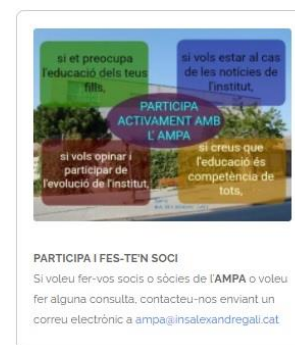 si et preocupa
l'educació dels teus
fills,
si vols estar al cas
de les notícies de
l'institut,
PARTICIPA
ACTIVAMENT AMB
L' AMPA
si vols opinar i
participar de
l'evolució de l'institut,
si creus que
l'educació és
competència de
tots,
PARTICIPA I FES-TE'N SOCI
Si voleu fer-vos socis o sòcies de l'AMPA o voleu
fer alguna consulta, contacteu-nos enviant un
correu electrònic a ampa@insalexandregali.cat